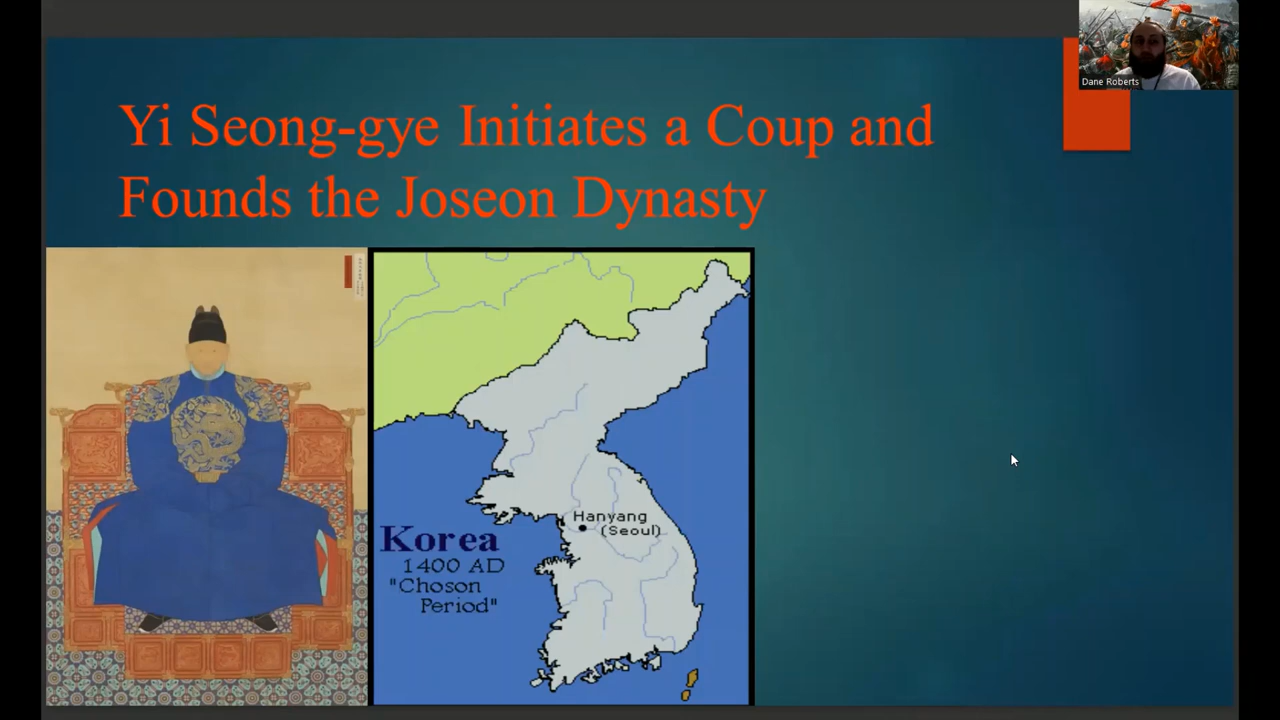 Dane Roberts
Yi Seong-gye Initiates a Coup and
Founds the Joseon Dynasty
Hanyang
(Seoul)
Korea
1400 AD
"Choson
Period"